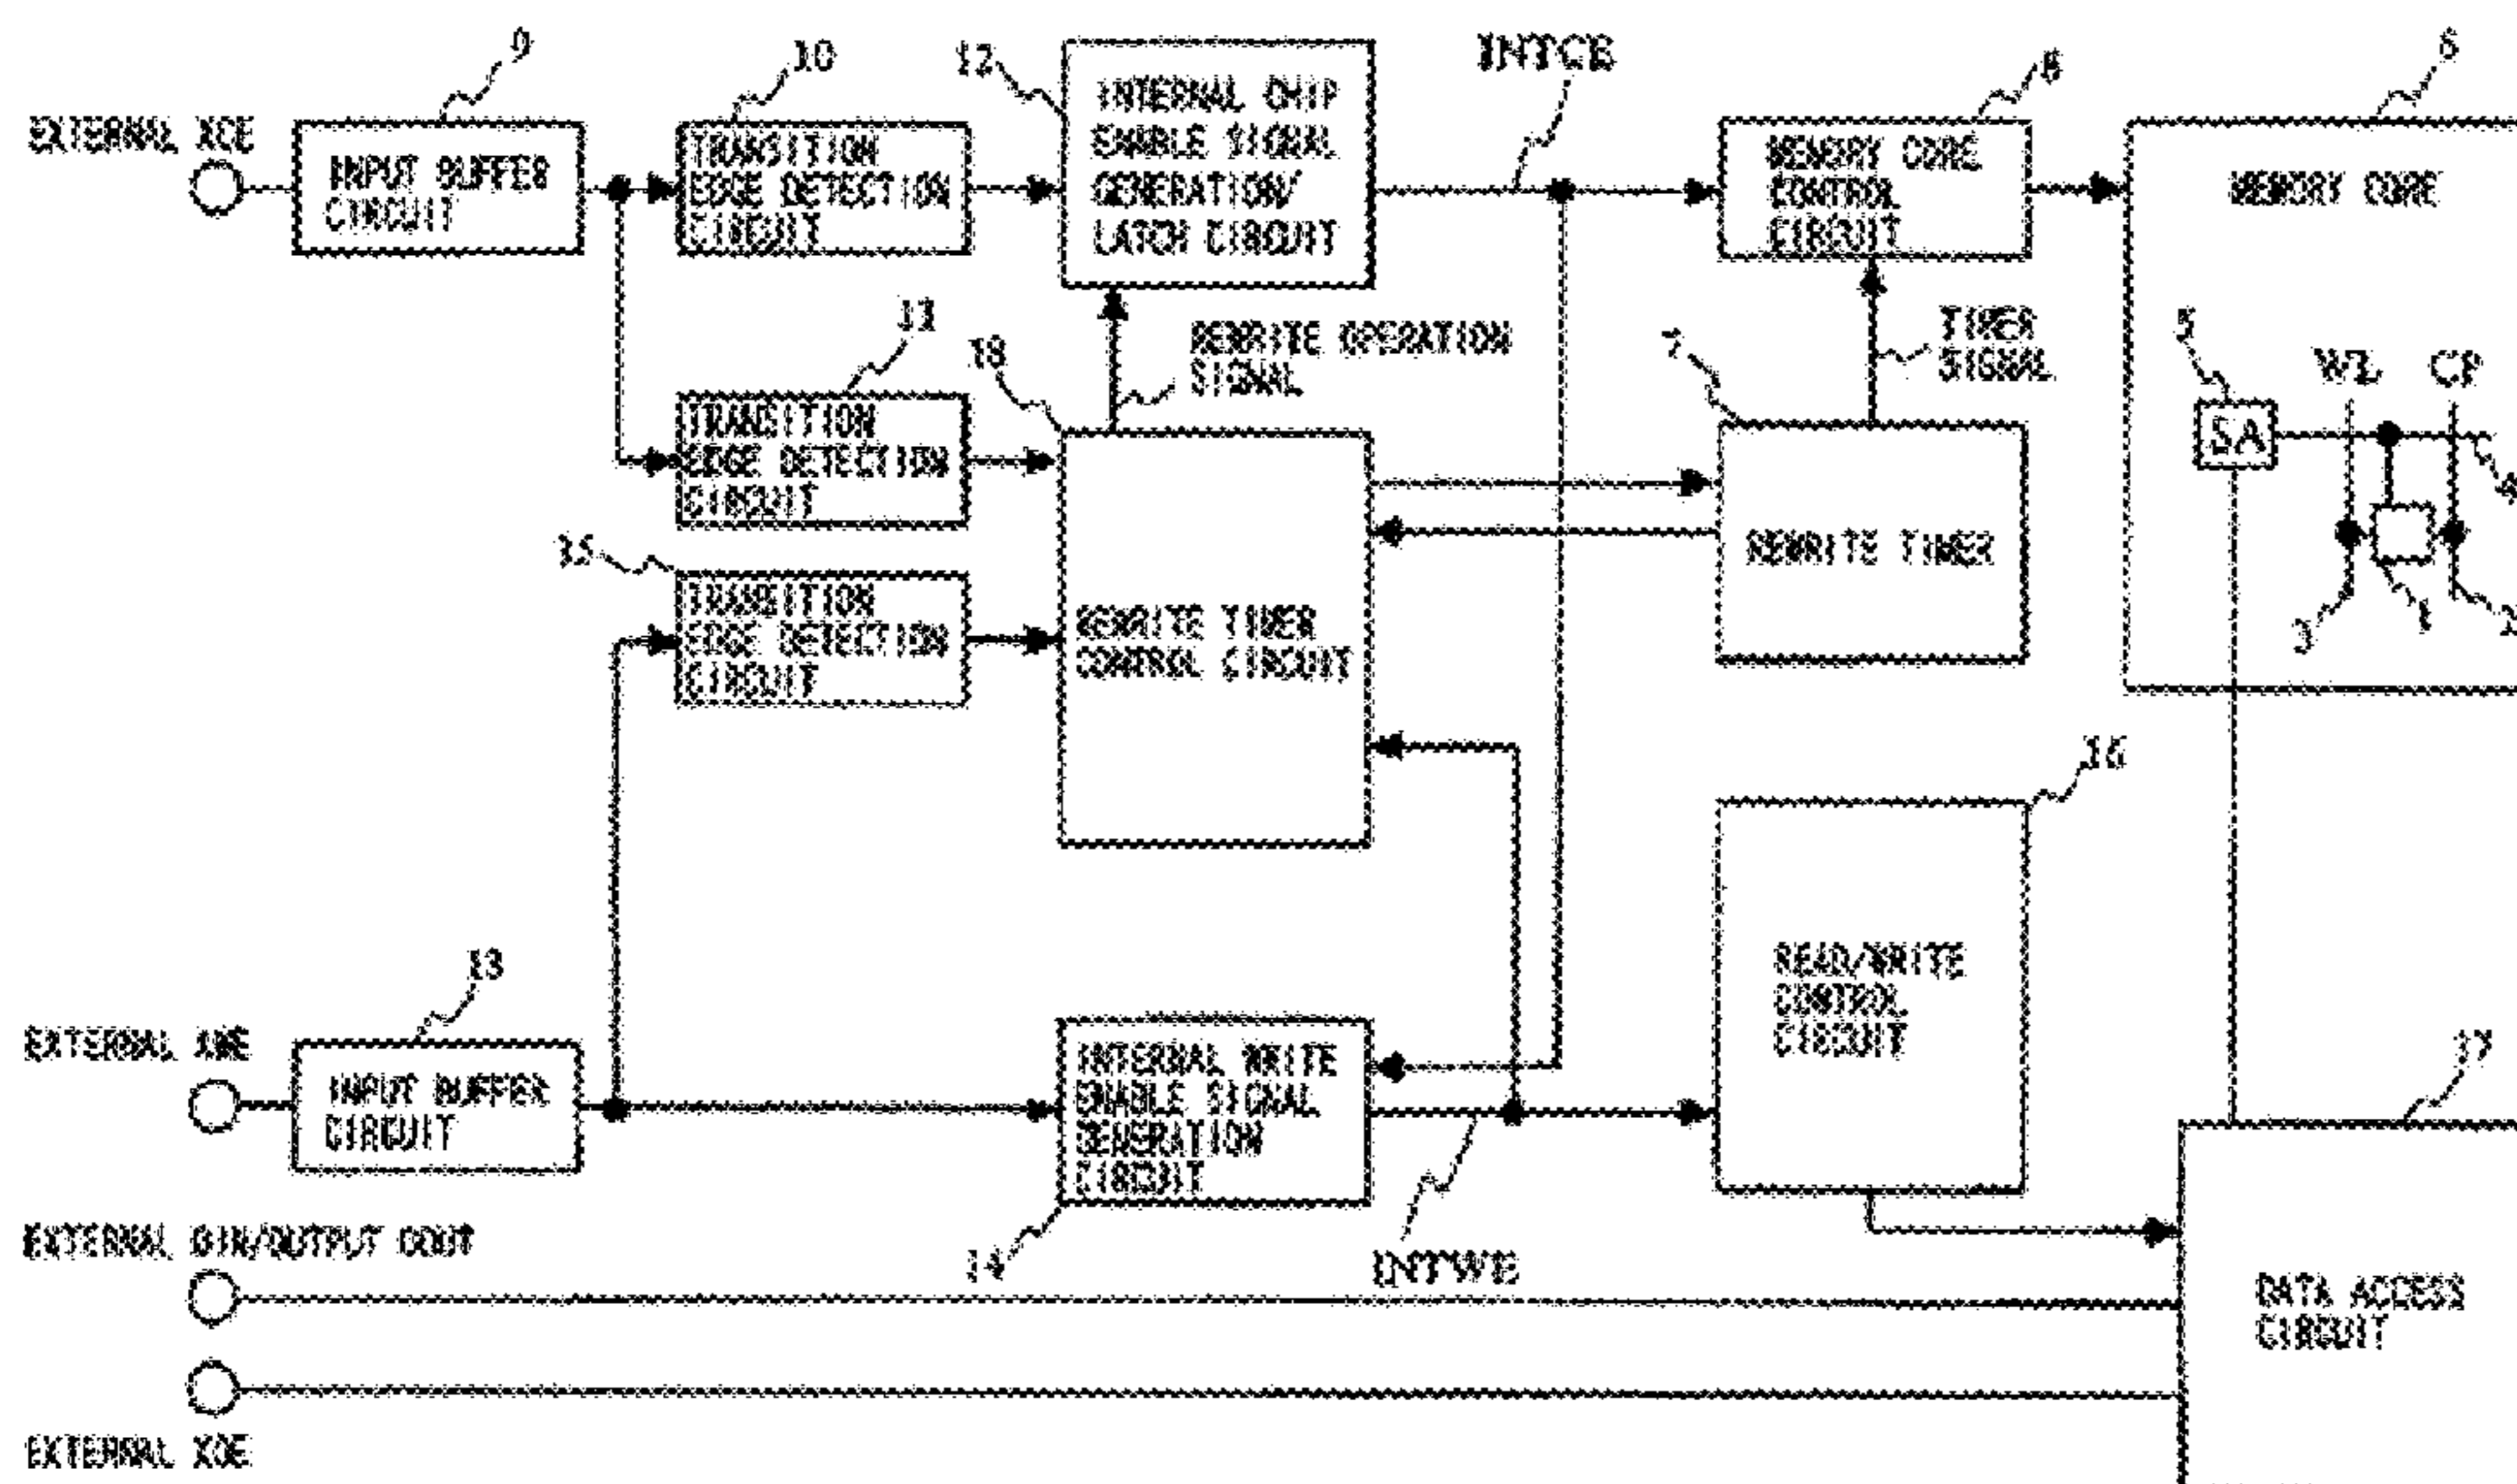 9
10
12
INTCE
8
6
EXTERNAL XCE
INPUT BUFFER
CIRCUIT
TRANSITION
EDGE DETECTION
CIRCUIT
INTERNAL CHIP
ENABLE SIGNAL
GENERATION/
LATCH CIRCUIT
MEMORY CORE
CONTROL
CIRCUIT
MEMORY CORE
11
TRANSITION
EDGE DETECTION
CIRCUIT
18
REWRITE OPERATION
SIGNAL
7
TIMER
SIGNAL
5
WL
CP
SA
4
3
1
2
15
TRANSITION
EDGE DETECTION
CIRCUIT
REWRITE TIMER
CONTROL CIRCUIT
REWRITE TIMER
16
READ/WRITE
CONTROL
CIRCUIT
13
EXTERNAL XWE
INPUT BUFFER
CIRCUIT
INTERNAL WRITE
ENABLE SIGNAL
GENERATION
CIRCUIT
14
INTWE
17
EXTERNAL DIN/OUTPUT DOUT
DATA ACCESS
CIRCUIT
EXTERNAL XOE